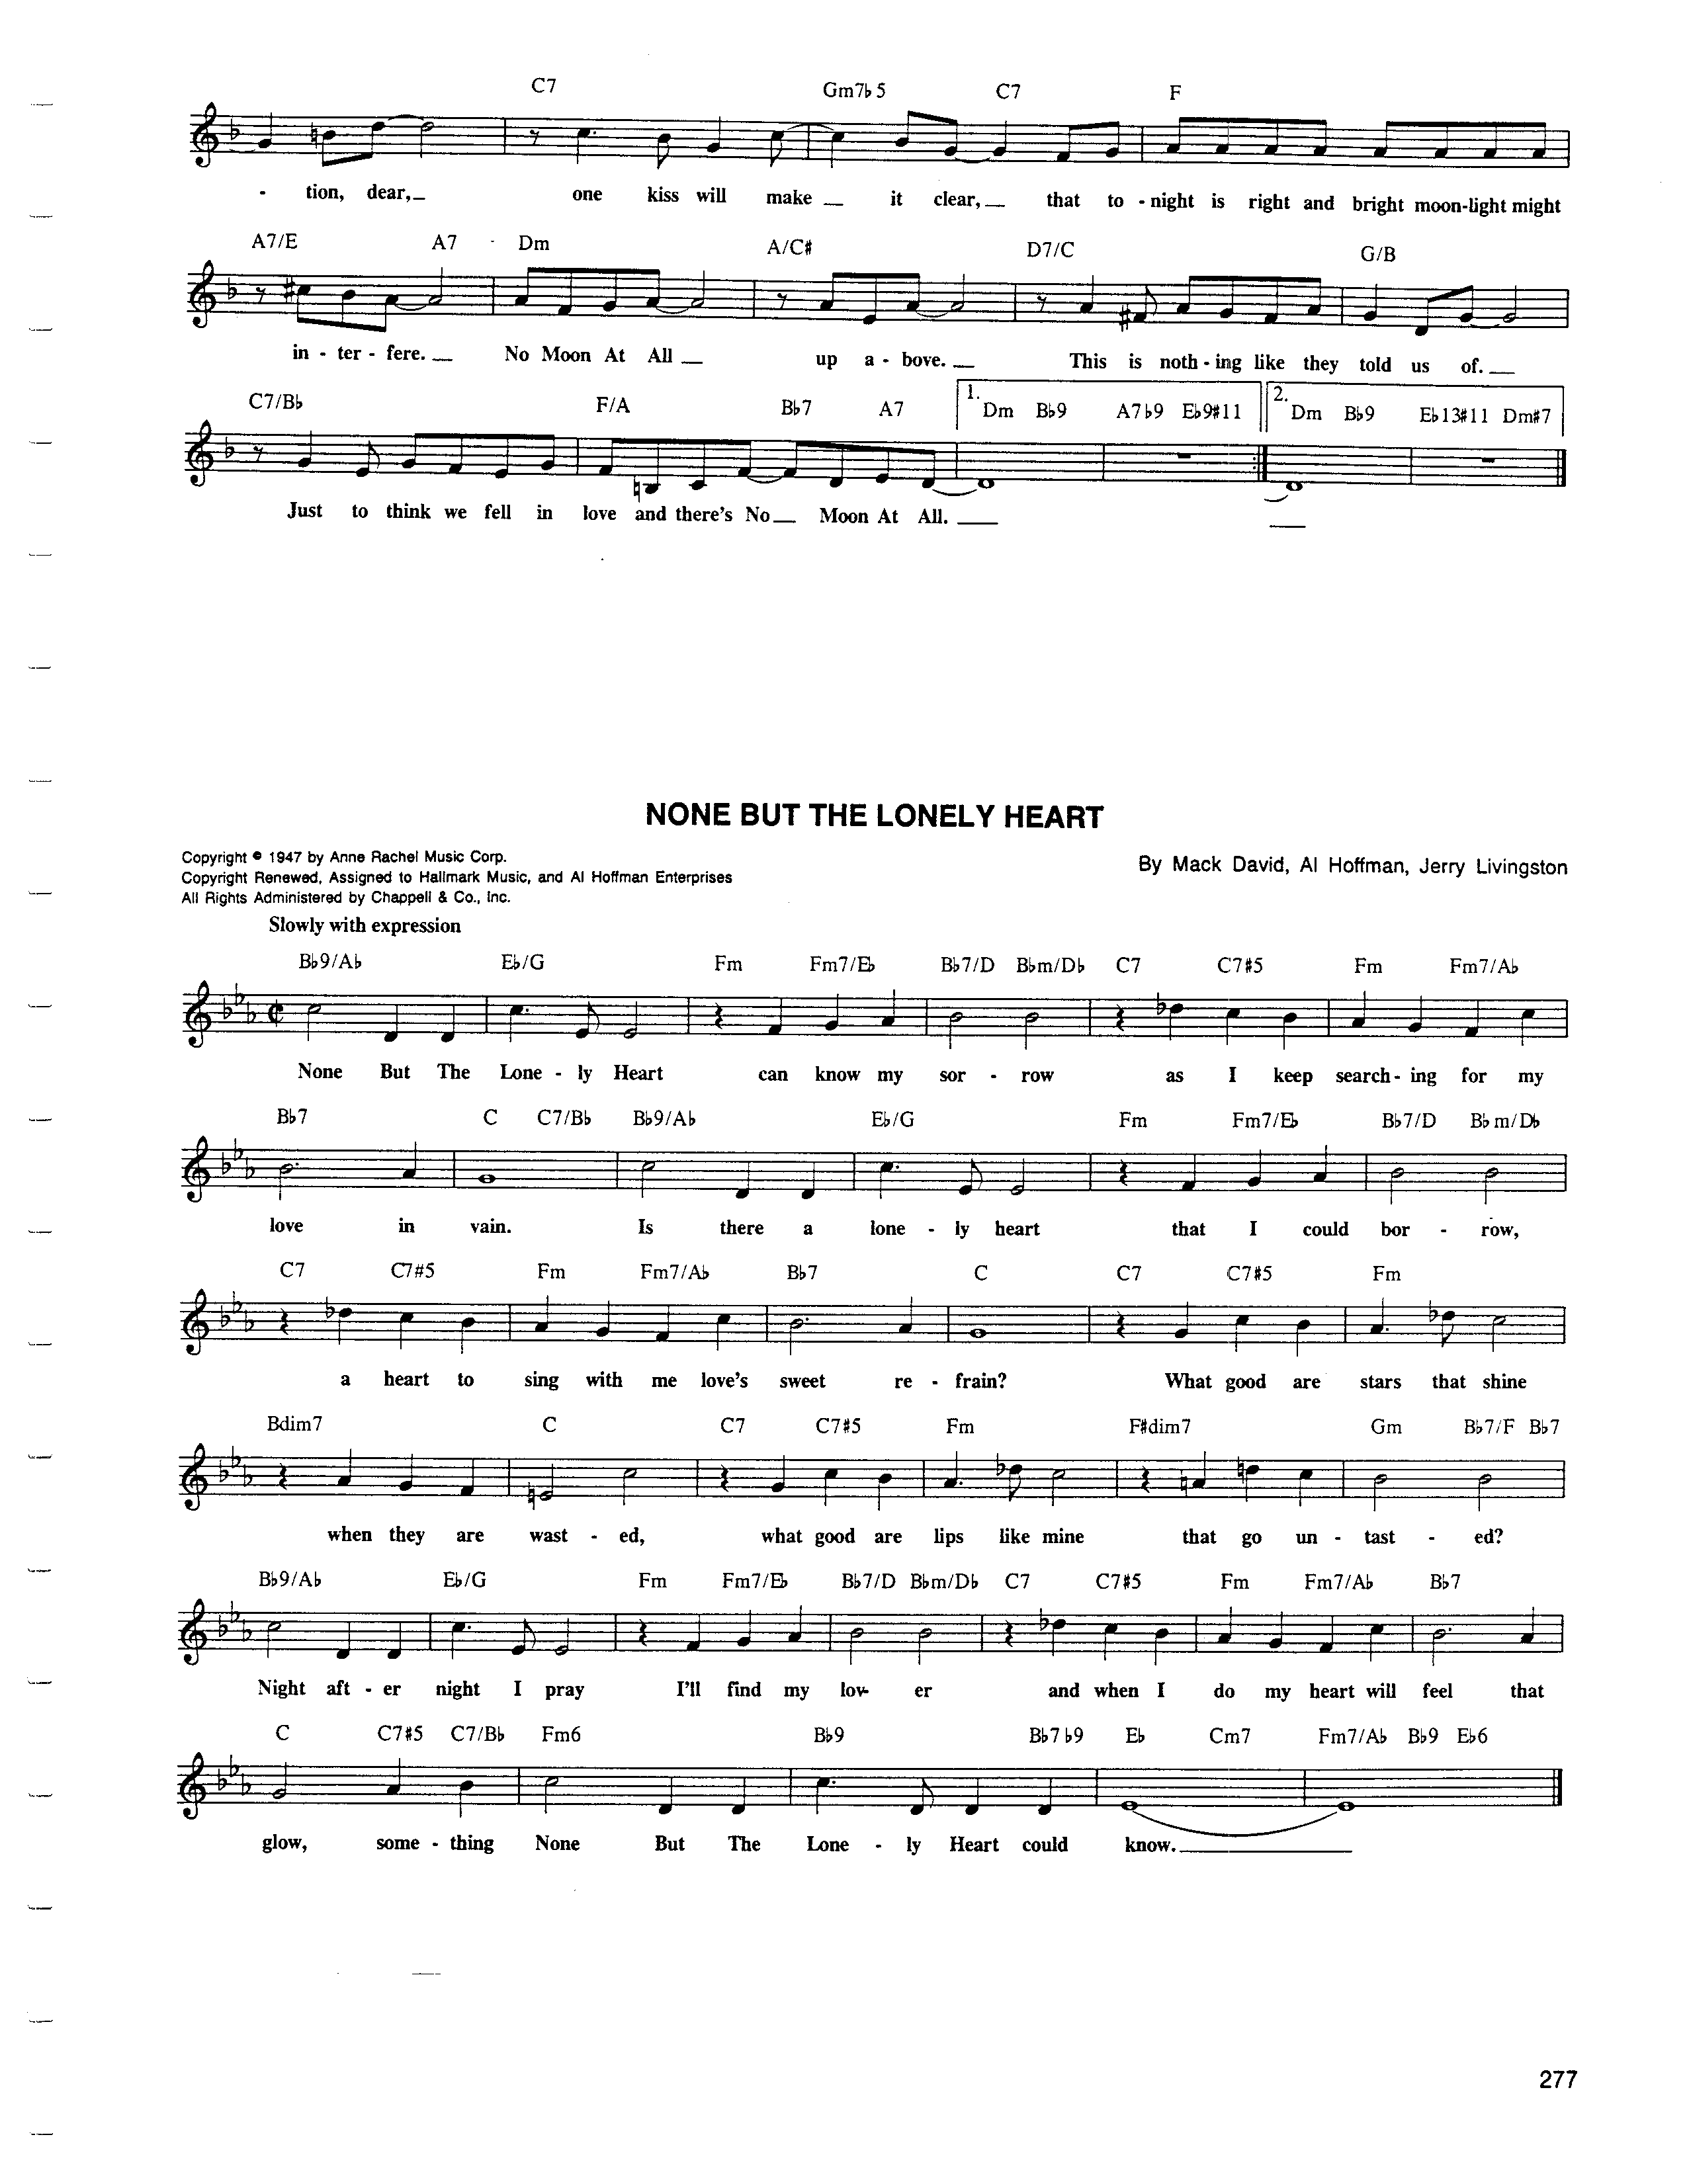 C7 Gm7♭5 C7 F
- tion, dear,_ one kiss will make _ it clear,_ that to - night is right and bright moon-light might
A7/E A7 Dm A/C# D7/C G/B
in - ter - fere. _ No Moon At All _ up a - bove. _ This is noth - ing like they told us of. _
C7/B♭ F/A B♭7 A7 1. Dm B♭9 A7♭9 E♭9#11 2. Dm B♭9 E♭13#11 Dm#7
Just to think we fell in love and there's No _ Moon At All. _
NONE BUT THE LONELY HEART
Copyright © 1947 by Anne Rachel Music Corp.
Copyright Renewed, Assigned to Hallmark Music, and Al Hoffman Enterprises
All Rights Administered by Chappell & Co., Inc.
By Mack David, Al Hoffman, Jerry Livingston
Slowly with expression
B♭9/A♭ E♭/G Fm Fm7/E♭ B♭7/D B♭m/D♭ C7 C7#5 Fm Fm7/A♭
None But The Lone - ly Heart can know my sor - row as I keep search - ing for my
B♭7 C C7/B♭ B♭9/A♭ E♭/G Fm Fm7/E♭ B♭7/D B♭m/D♭
love in vain. Is there a lone - ly heart that I could bor - row,
C7 C7#5 Fm Fm7/A♭ B♭7 C C7 C7#5 Fm
a heart to sing with me love's sweet re - frain? What good are stars that shine
Bdim7 C C7 C7#5 Fm F#dim7 Gm B♭7/F B♭7
when they are wast - ed, what good are lips like mine that go un - tast - ed?
B♭9/A♭ E♭/G Fm Fm7/E♭ B♭7/D B♭m/D♭ C7 C7#5 Fm Fm7/A♭ B♭7
Night aft - er night I pray I'll find my lov- er and when I do my heart will feel that
C C7#5 C7/B♭ Fm6 B♭9 B♭7♭9 E♭ Cm7 Fm7/A♭ B♭9 E♭6
glow, some - thing None But The Lone - ly Heart could know. _
277